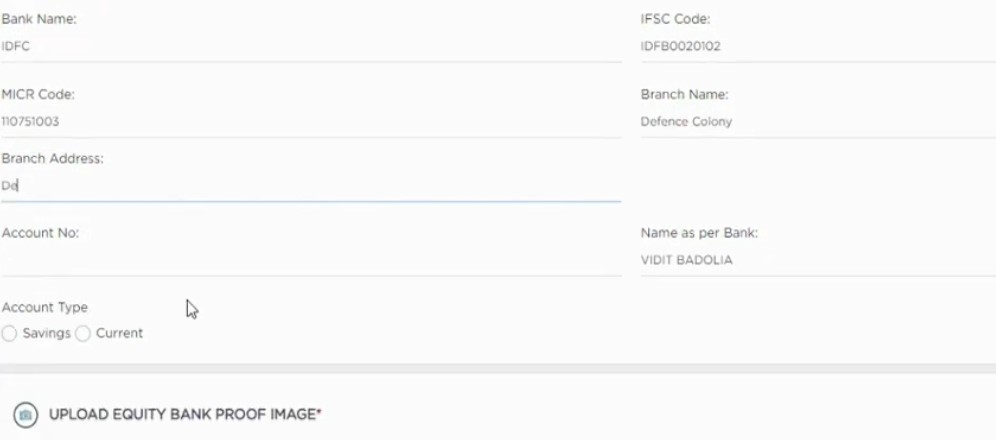 Bank Name:
IFSC Code:
IDFC
IDFB0020102
MICR Code:
Branch Name:
110751003
Defence Colony
Branch Address:
De
Account No:
Name as per Bank:
VIDIT BADOLIA
Account Type
Savings Current
UPLOAD EQUITY BANK PROOF IMAGE*